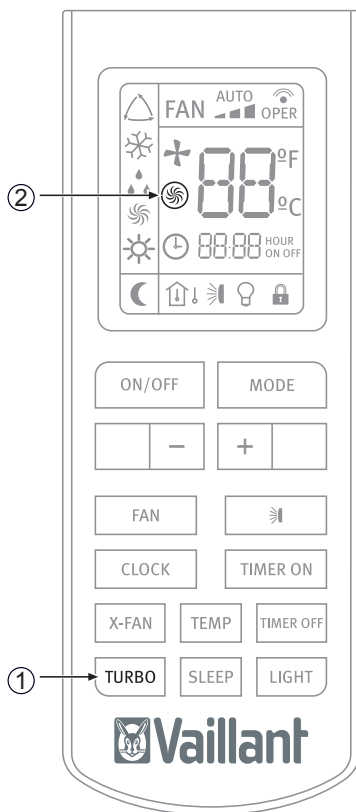 FAN AUTO OPER
88 ºF
② ºC
88:88 HOUR
ON OFF
ON/OFF MODE
− +
FAN
CLOCK TIMER ON
X-FAN TEMP TIMER OFF
① TURBO SLEEP LIGHT
Vaillant